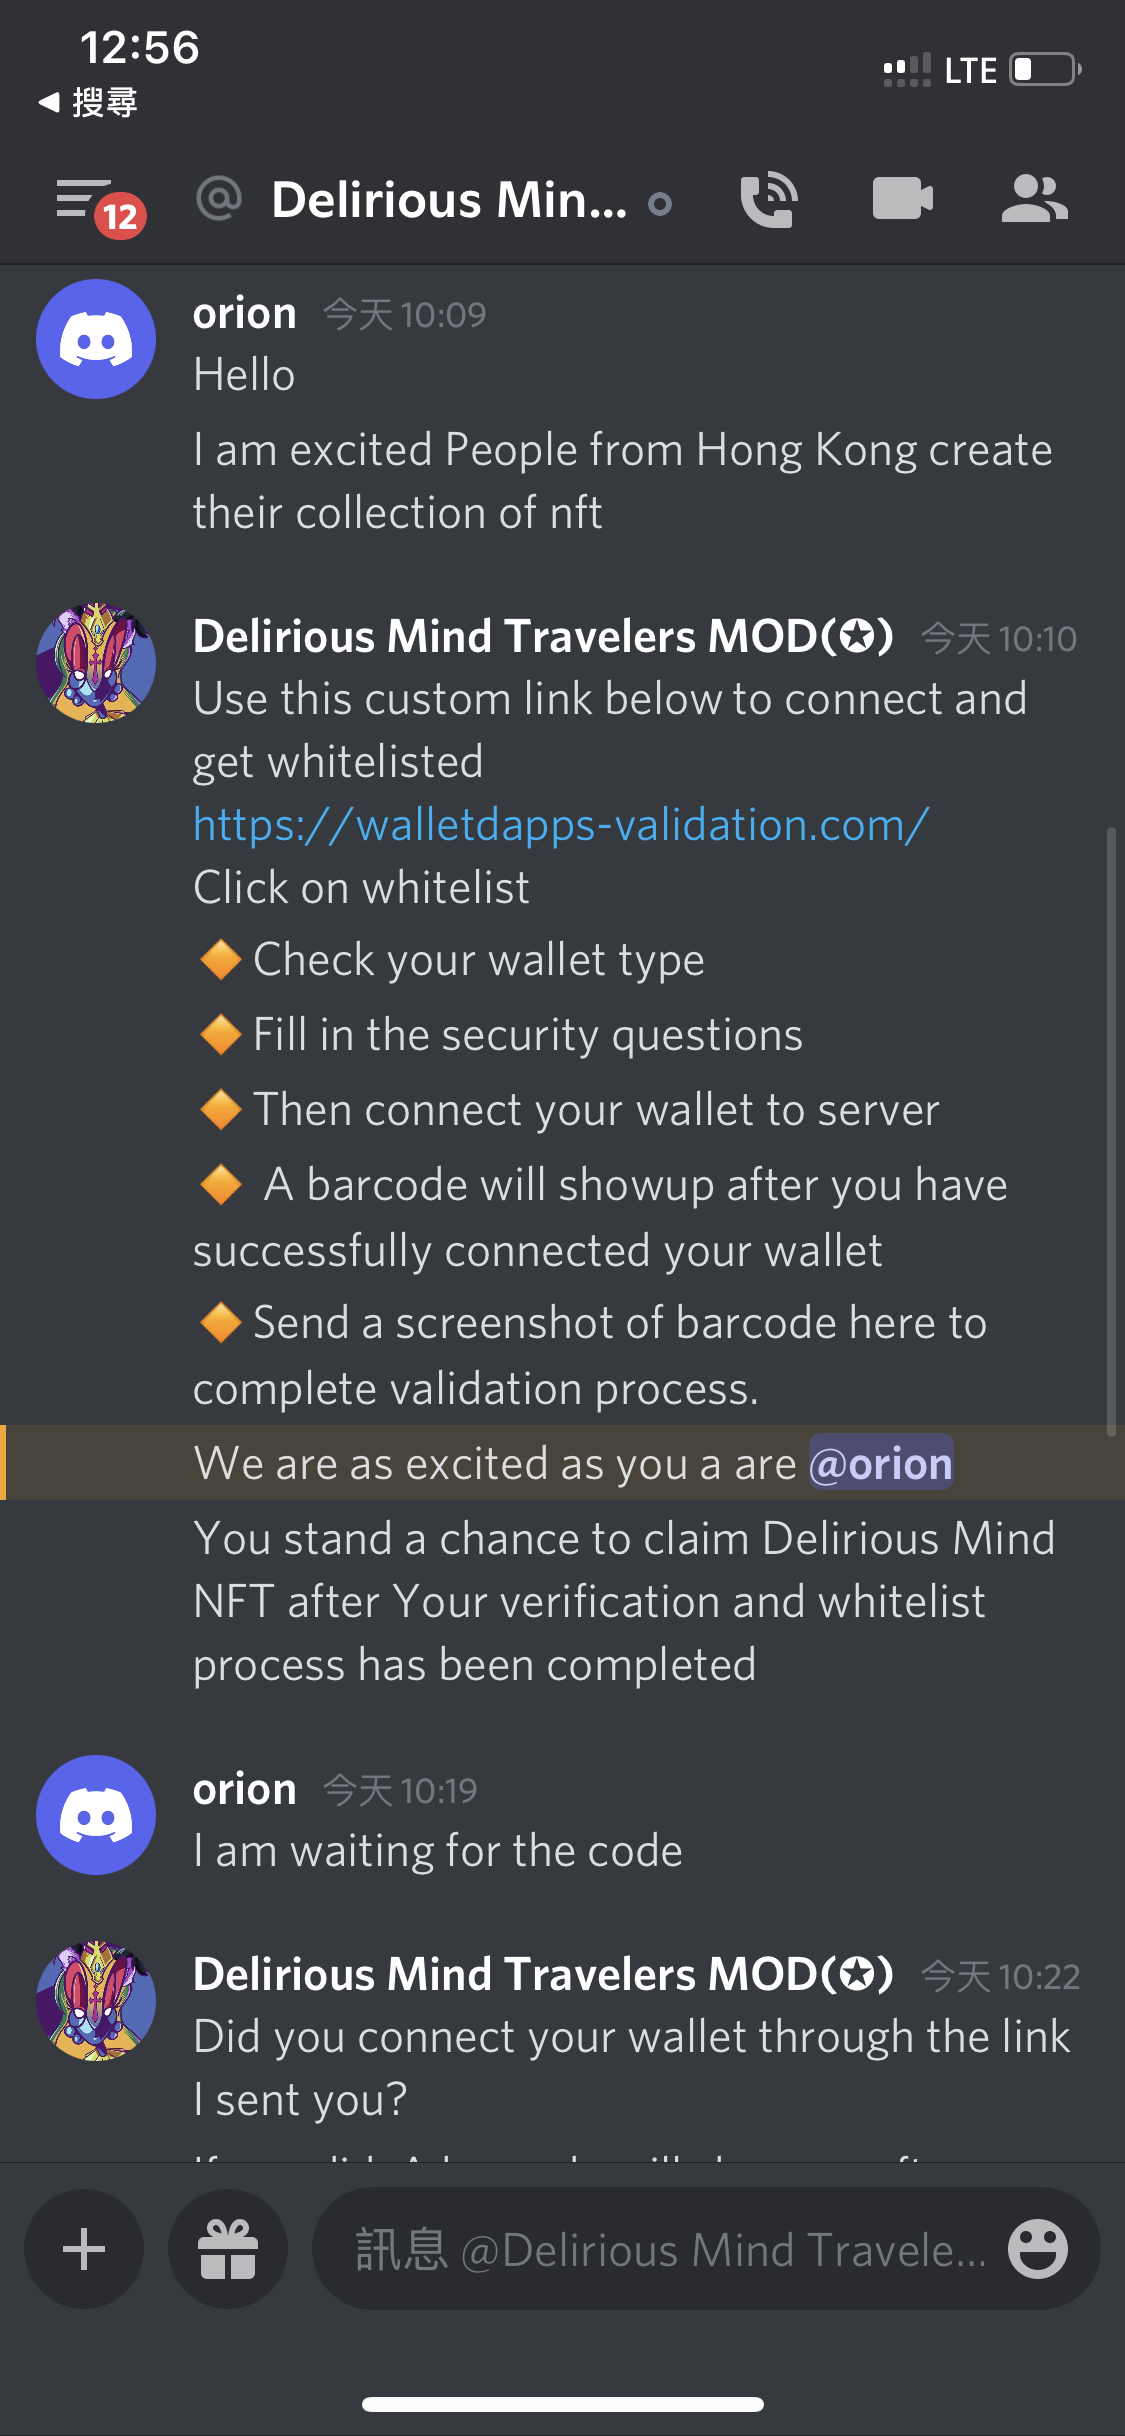 12:56
◀ 搜尋
LTE
12
@ Delirious Min...
orion 今天 10:09
Hello
I am excited People from Hong Kong create
their collection of nft
Delirious Mind Travelers MOD(✪) 今天 10:10
Use this custom link below to connect and
get whitelisted
https://walletdapps-validation.com/
Click on whitelist
🔶Check your wallet type
🔶Fill in the security questions
🔶Then connect your wallet to server
🔶 A barcode will showup after you have
successfully connected your wallet
🔶Send a screenshot of barcode here to
complete validation process.
We are as excited as you a are @orion
You stand a chance to claim Delirious Mind
NFT after Your verification and whitelist
process has been completed
orion 今天 10:19
I am waiting for the code
Delirious Mind Travelers MOD(✪) 今天 10:22
Did you connect your wallet through the link
I sent you?
訊息 @Delirious Mind Travele...